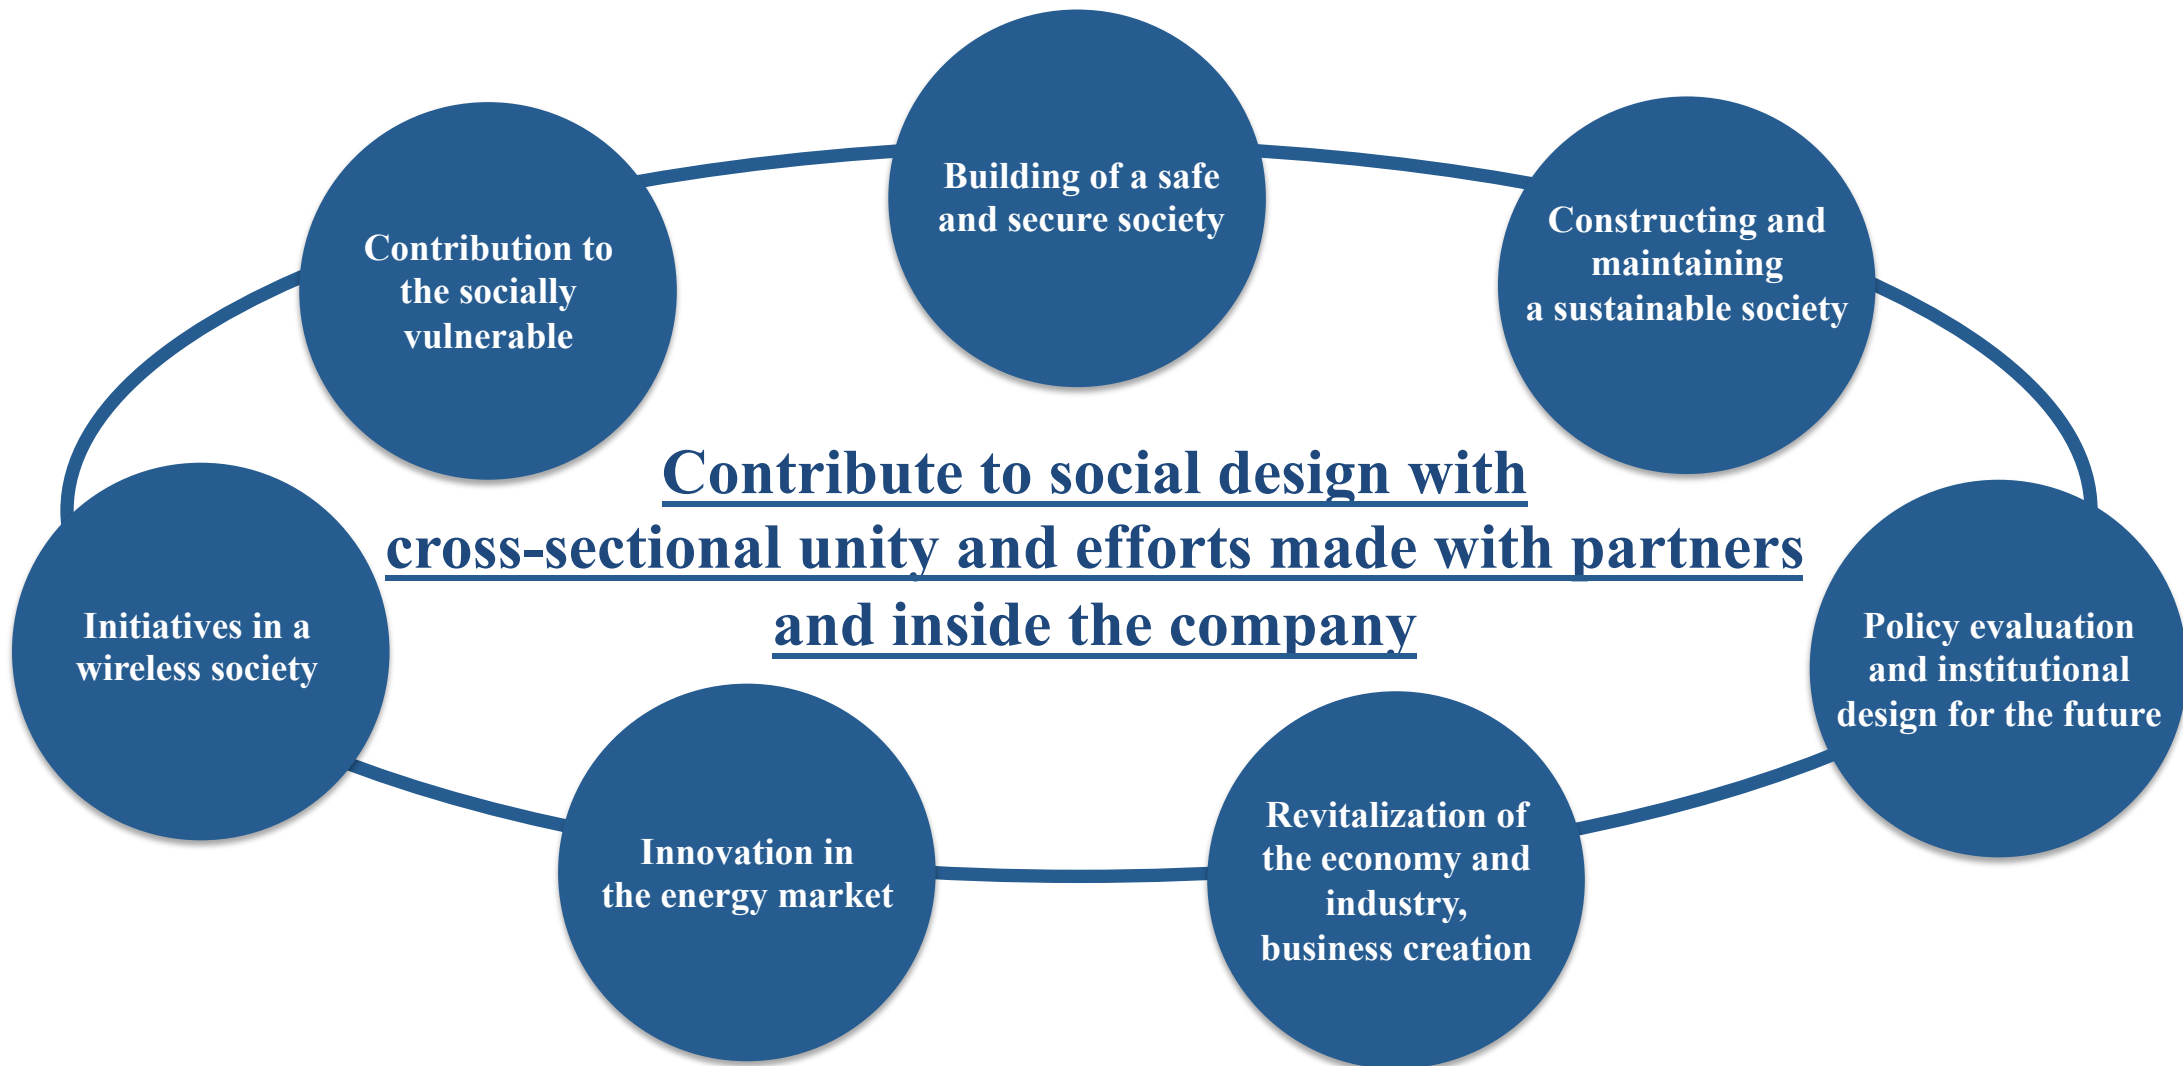 Building of a safe
and secure society
Contribution to
the socially
vulnerable
Constructing and
maintaining
a sustainable society
Contribute to social design with
cross-sectional unity and efforts made with partners
and inside the company
Initiatives in a
wireless society
Policy evaluation
and institutional
design for the future
Innovation in
the energy market
Revitalization of
the economy and
industry,
business creation